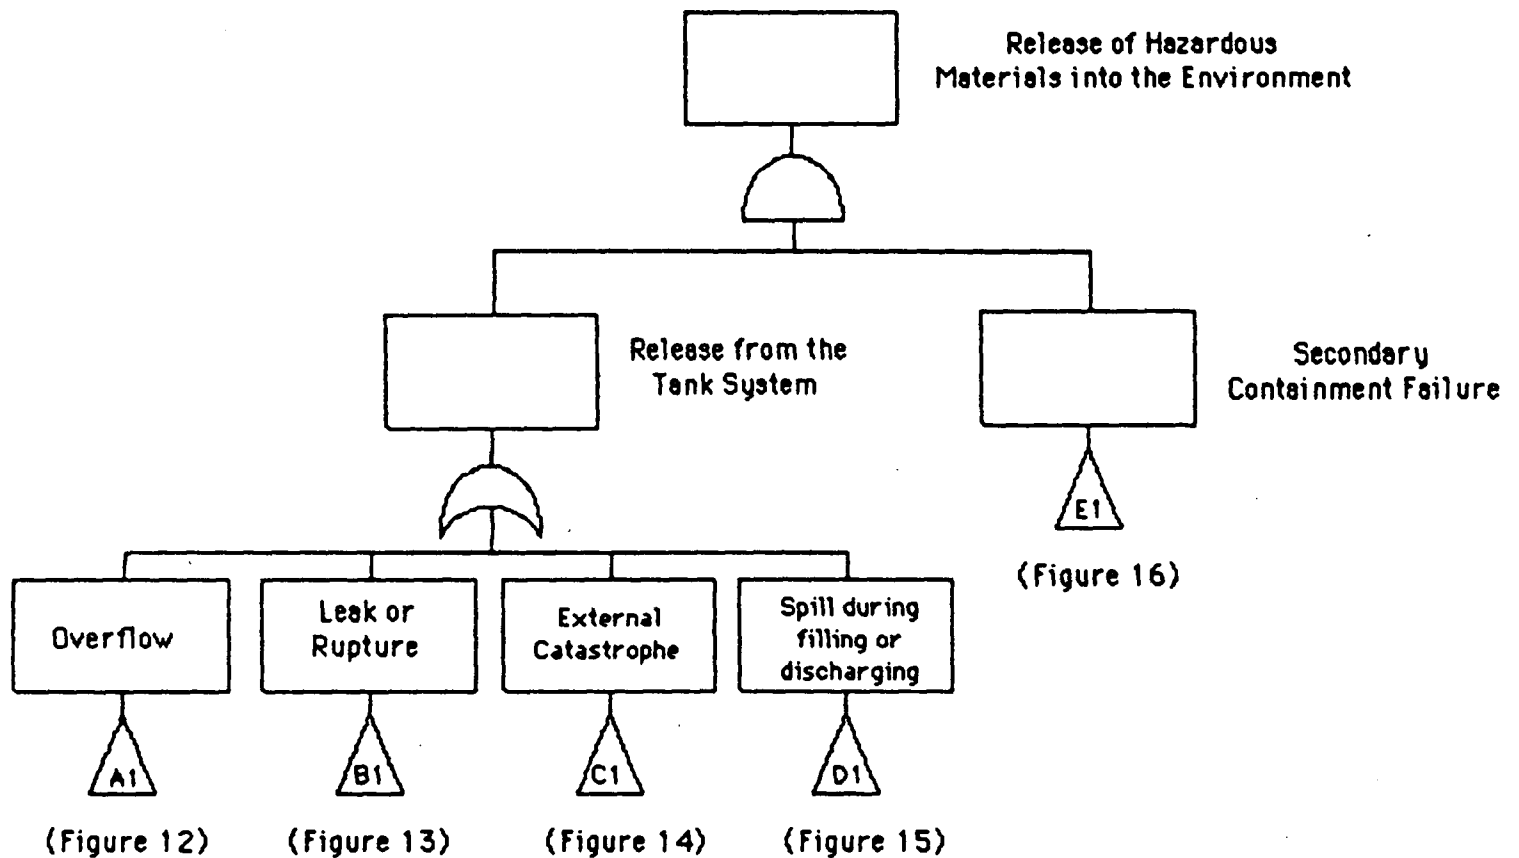 Release of Hazardous
Materials into the Environment
Release from the
Tank System
Secondary
Containment Failure
E1
(Figure 16)
Overflow
Leak or
Rupture
External
Catastrophe
Spill during
filling or
discharging
A1
B1
C1
D1
(Figure 12)
(Figure 13)
(Figure 14)
(Figure 15)